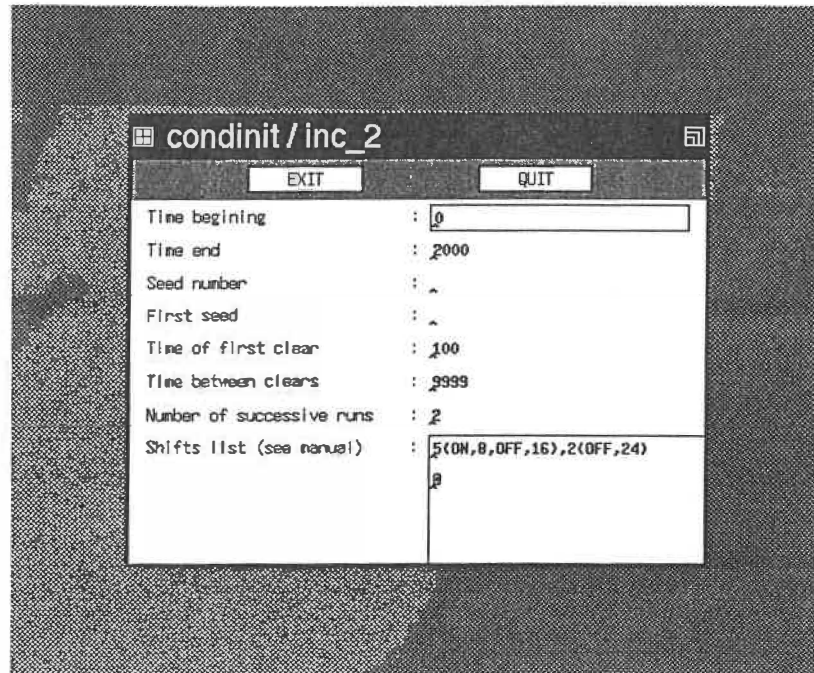 condinit / inc_2
EXIT QUIT
Time begining : 0
Time end : 2000
Seed number :
First seed :
Time of first clear : 100
Time between clears : 9999
Number of successive runs : 2
Shifts list (see manual) : 5(ON,8,OFF,16),2(OFF,24)